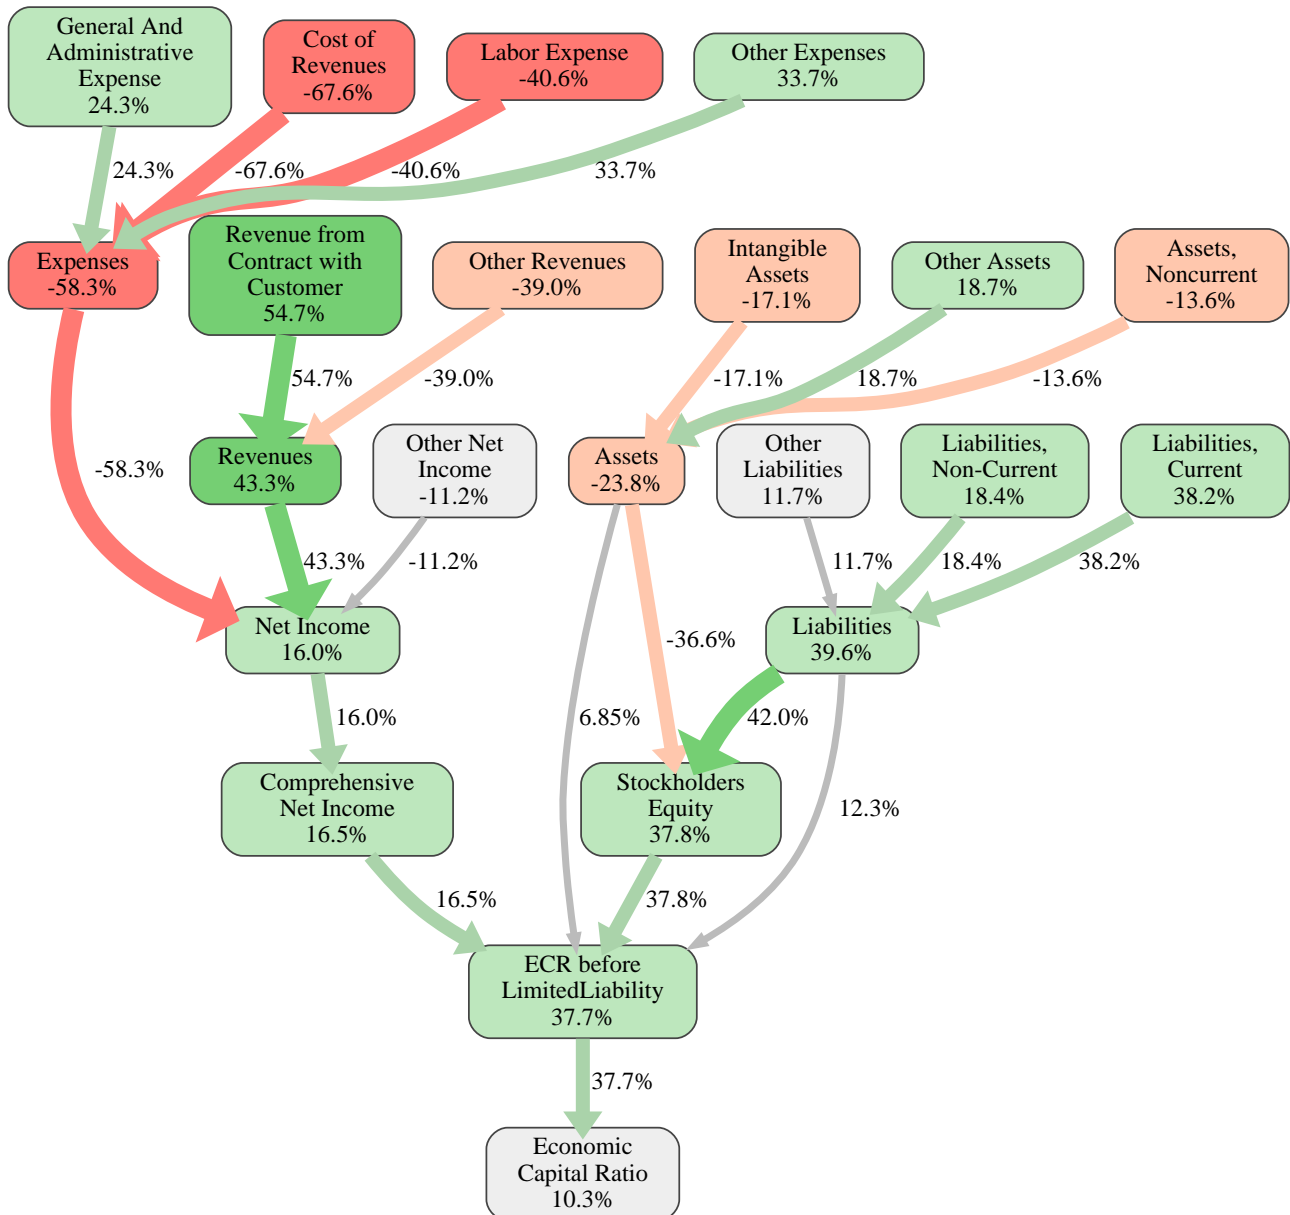 General And
Administrative
Expense
24.3%
Cost of
Revenues
-67.6%
Labor Expense
-40.6%
Other Expenses
33.7%
24.3%
-67.6%
-40.6%
33.7%
Expenses
-58.3%
Revenue from
Contract with
Customer
54.7%
Other Revenues
-39.0%
Intangible
Assets
-17.1%
Other Assets
18.7%
Assets,
Noncurrent
-13.6%
54.7%
-39.0%
-17.1%
18.7%
-13.6%
-58.3%
Revenues
43.3%
Other Net
Income
-11.2%
Assets
-23.8%
Other
Liabilities
11.7%
Liabilities,
Non-Current
18.4%
Liabilities,
Current
38.2%
43.3%
-11.2%
11.7%
18.4%
38.2%
Net Income
16.0%
-36.6%
Liabilities
39.6%
16.0%
6.85%
42.0%
Comprehensive
Net Income
16.5%
Stockholders
Equity
37.8%
12.3%
16.5%
37.8%
ECR before
LimitedLiability
37.7%
37.7%
Economic
Capital Ratio
10.3%